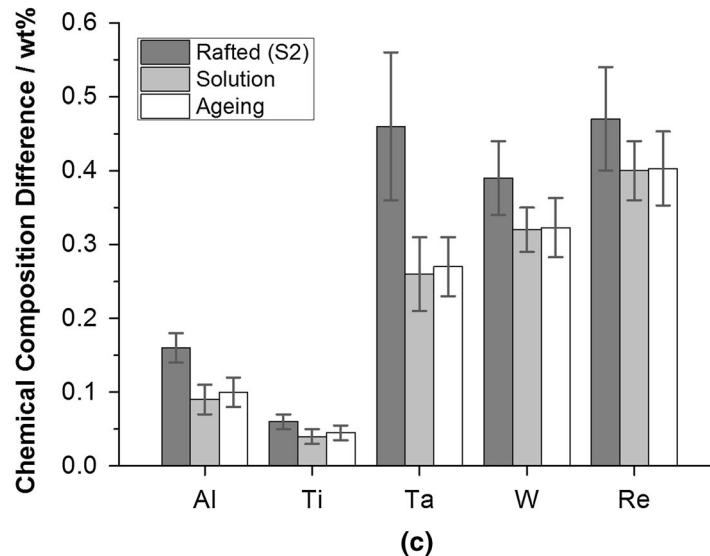 Chemical Composition Difference / wt%
0.6
0.5
0.4
0.3
0.2
0.1
0.0
Rafted (S2)
Solution
Ageing
Al Ti Ta W Re
(c)